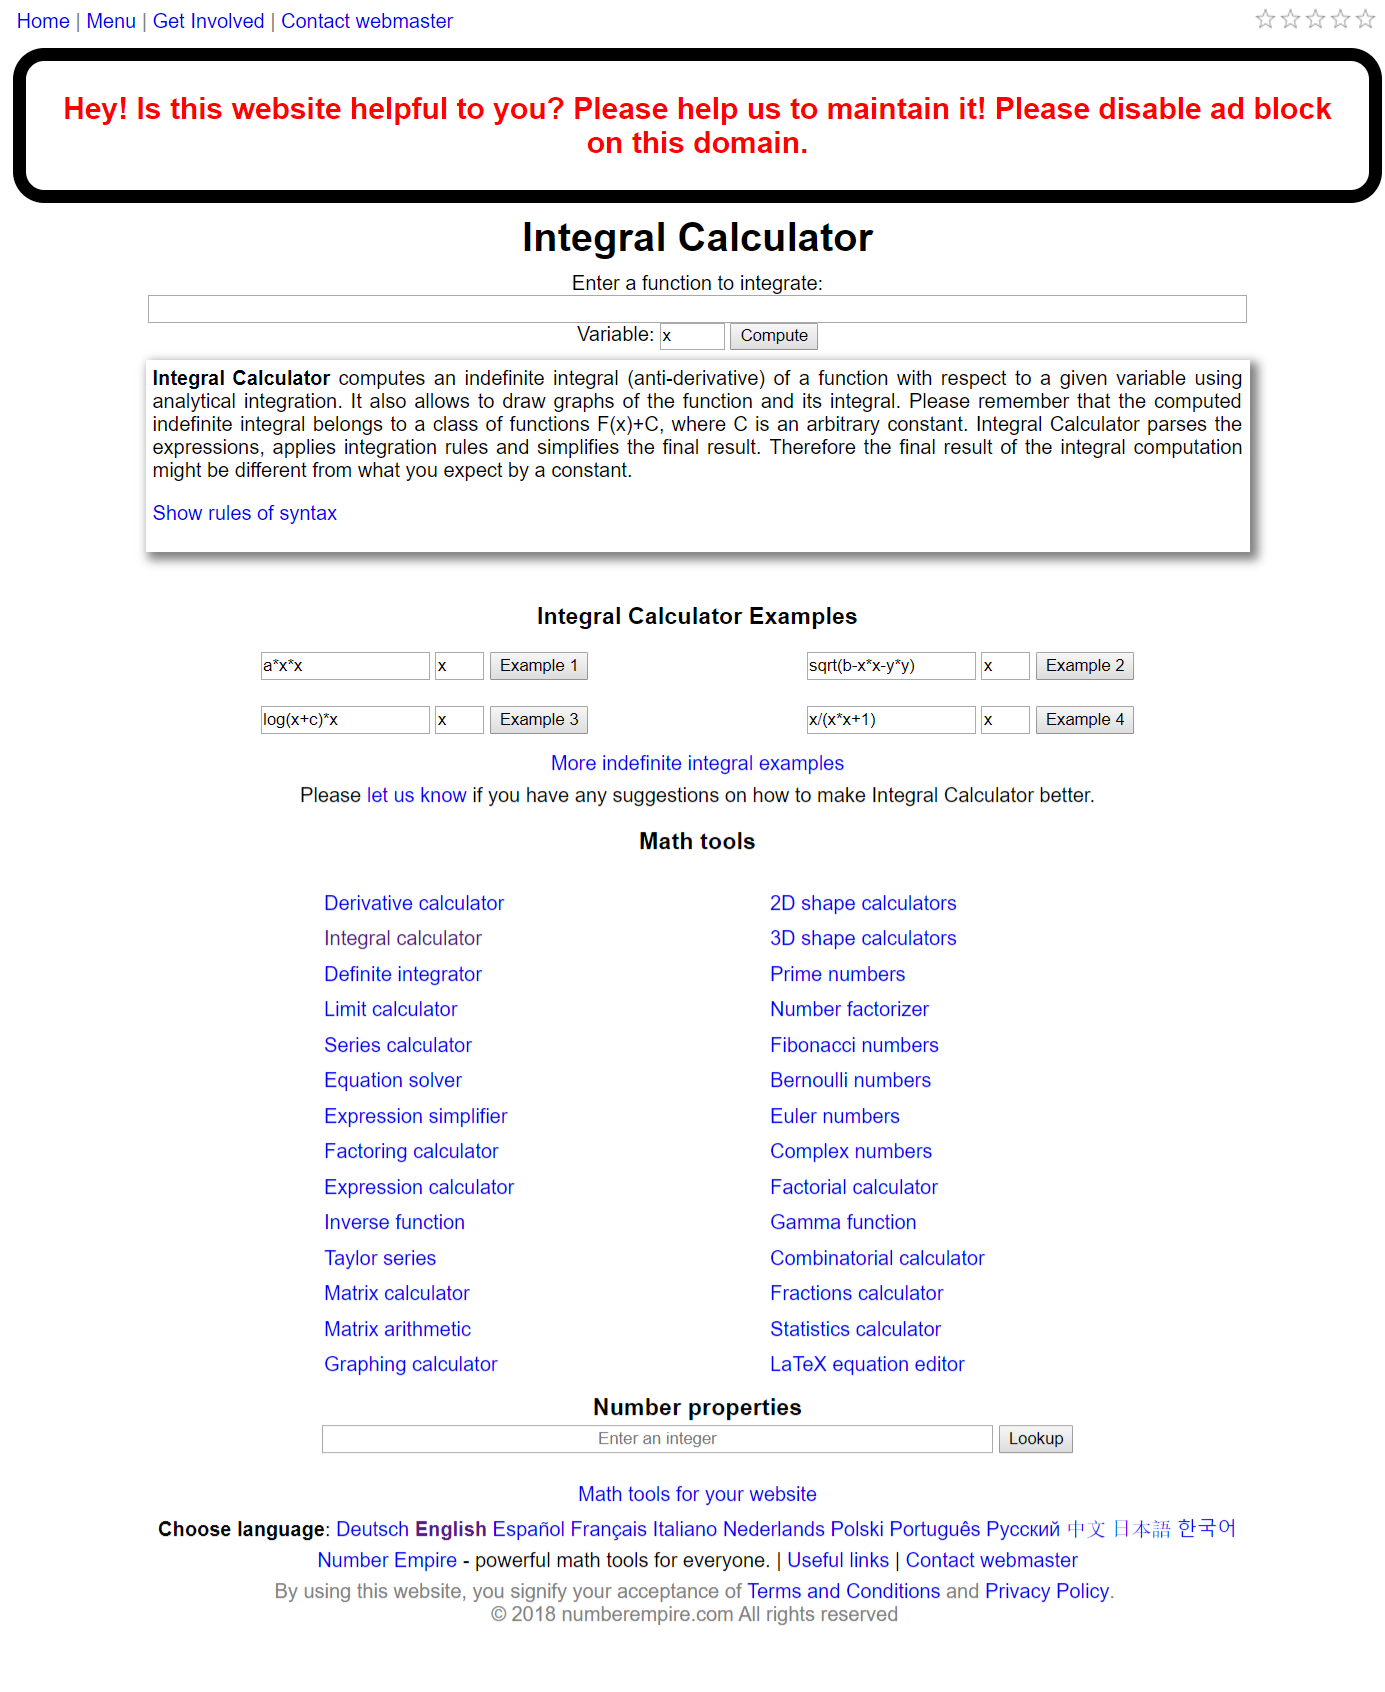 Home | Menu | Get Involved | Contact webmaster
Hey! Is this website helpful to you? Please help us to maintain it! Please disable ad block
on this domain.
Integral Calculator
Enter a function to integrate:
Variable: x Compute
Integral Calculator computes an indefinite integral (anti-derivative) of a function with respect to a given variable using
analytical integration. It also allows to draw graphs of the function and its integral. Please remember that the computed
indefinite integral belongs to a class of functions F(x)+C, where C is an arbitrary constant. Integral Calculator parses the
expressions, applies integration rules and simplifies the final result. Therefore the final result of the integral computation
might be different from what you expect by a constant.
Show rules of syntax
Integral Calculator Examples
a*x*x x Example 1 sqrt(b-x*x-y*y) x Example 2
log(x+c)*x x Example 3 x/(x*x+1) x Example 4
More indefinite integral examples
Please let us know if you have any suggestions on how to make Integral Calculator better.
Math tools
Derivative calculator
Integral calculator
Definite integrator
Limit calculator
Series calculator
Equation solver
Expression simplifier
Factoring calculator
Expression calculator
Inverse function
Taylor series
Matrix calculator
Matrix arithmetic
Graphing calculator
2D shape calculators
3D shape calculators
Prime numbers
Number factorizer
Fibonacci numbers
Bernoulli numbers
Euler numbers
Complex numbers
Factorial calculator
Gamma function
Combinatorial calculator
Fractions calculator
Statistics calculator
LaTeX equation editor
Number properties
Enter an integer Lookup
Math tools for your website
Choose language: Deutsch English Español Français Italiano Nederlands Polski Português Русский 中文 日本語 한국어
Number Empire - powerful math tools for everyone. | Useful links | Contact webmaster
By using this website, you signify your acceptance of Terms and Conditions and Privacy Policy.
© 2018 numberempire.com All rights reserved